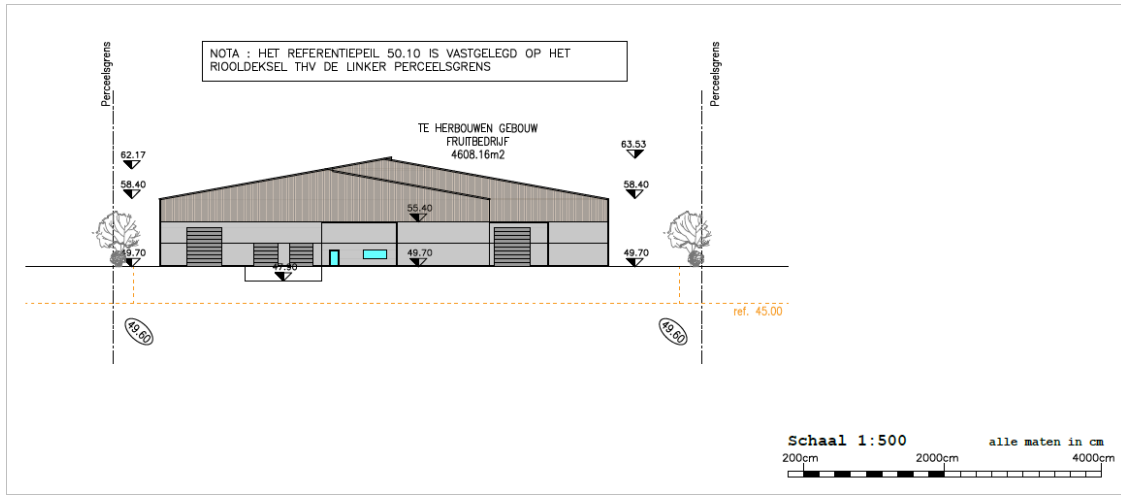 Perceelsgrens
NOTA : HET REFERENTIEPEIL 50.10 IS VASTGELEGD OP HET
RIOOLDEKSEL THV DE LINKER PERCEELSGRENS
Perceelsgrens
TE HERBOUWEN GEBOUW
FRUITBEDRIJF
4608.16m2
62.17
63.53
58.40
58.40
55.40
49.70
49.70
49.70
47.90
ref. 45.00
49.60
49.60
Schaal 1:500
alle maten in cm
200cm
2000cm
4000cm